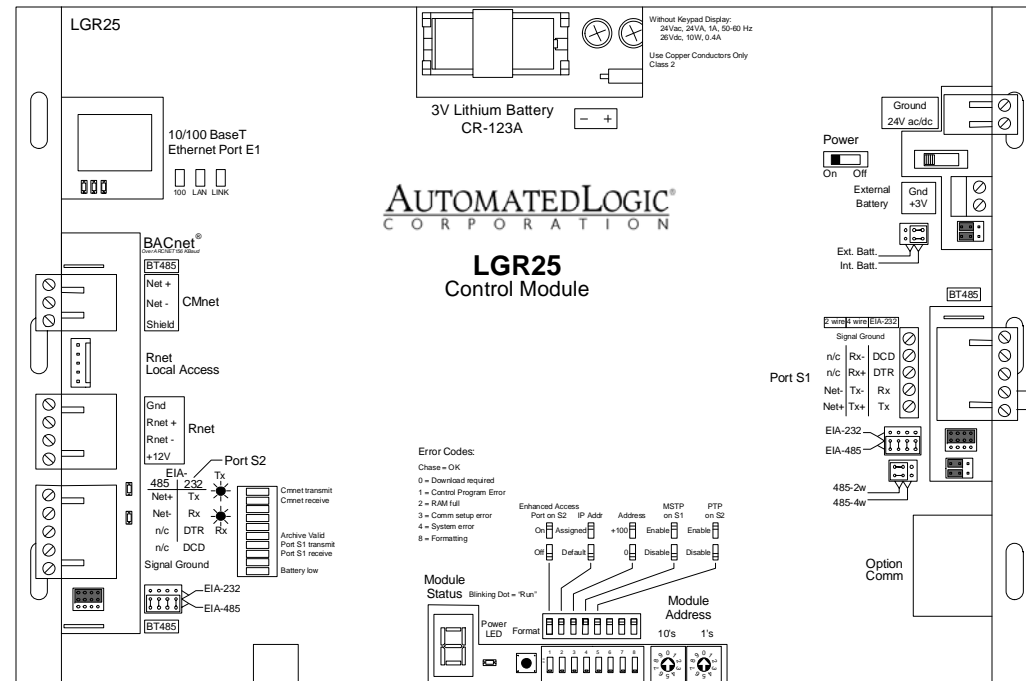 LGR25
Without Keypad Display:
24Vac, 24VA, 1A, 50-60 Hz
26Vdc, 10W, 0.4A
Use Copper Conductors Only
Class 2
3V Lithium Battery
CR-123A
- +
10/100 BaseT
Ethernet Port E1
100 LAN LINK
Ground
24V ac/dc
Power
On Off
External
Battery
Gnd
+3V
Ext. Batt.
Int. Batt.
AUTOMATEDLOGIC®
CORPORATION
LGR25
Control Module
BACnet®
Over ARCNET 156 KBaud
BT485
Net +
Net -
Shield
CMnet
Rnet
Local Access
Gnd
Rnet +
Rnet -
+12V
Rnet
Port S2
EIA-
485 232
Tx
Net+ Tx
Net- Rx
n/c DTR Rx
n/c DCD
Signal Ground
EIA-232
EIA-485
BT485
Cmnet transmit
Cmnet receive
Archive Valid
Port S1 transmit
Port S1 receive
Battery low
Error Codes:
Chase = OK
0 = Download required
1 = Control Program Error
2 = RAM full
3 = Comm setup error
4 = System error
8 = Formatting
Enhanced Access
Port on S2
On
Off
IP Addr
Assigned
Default
Address
+100
0
MSTP
on S1
Enable
Disable
PTP
on S2
Enable
Disable
Module
Status
Blinking Dot = "Run"
Power
LED
Format
1 2 3 4 5 6 7 8
Module
Address
10's 1's
BT485
2 wire 4 wire EIA-232
Signal Ground
n/c Rx- DCD
n/c Rx+ DTR
Net- Tx- Rx
Net+ Tx+ Tx
Port S1
EIA-232
EIA-485
485-2w
485-4w
Option
Comm